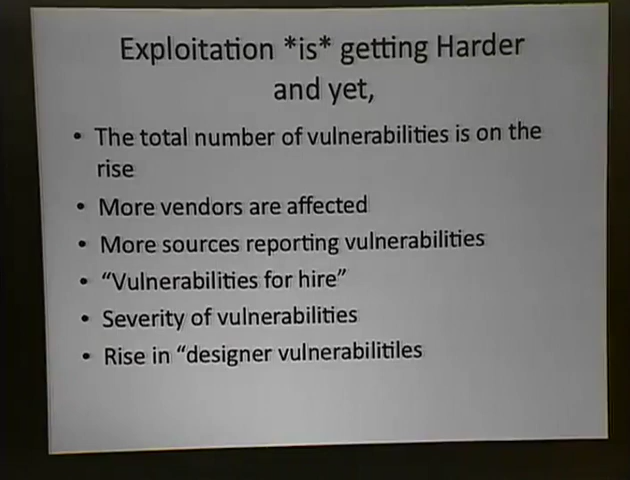 Exploitation *is* getting Harder
and yet,
• The total number of vulnerabilities is on the
rise
• More vendors are affected
• More sources reporting vulnerabilities
• “Vulnerabilities for hire”
• Severity of vulnerabilities
• Rise in “designer vulnerabilitiles